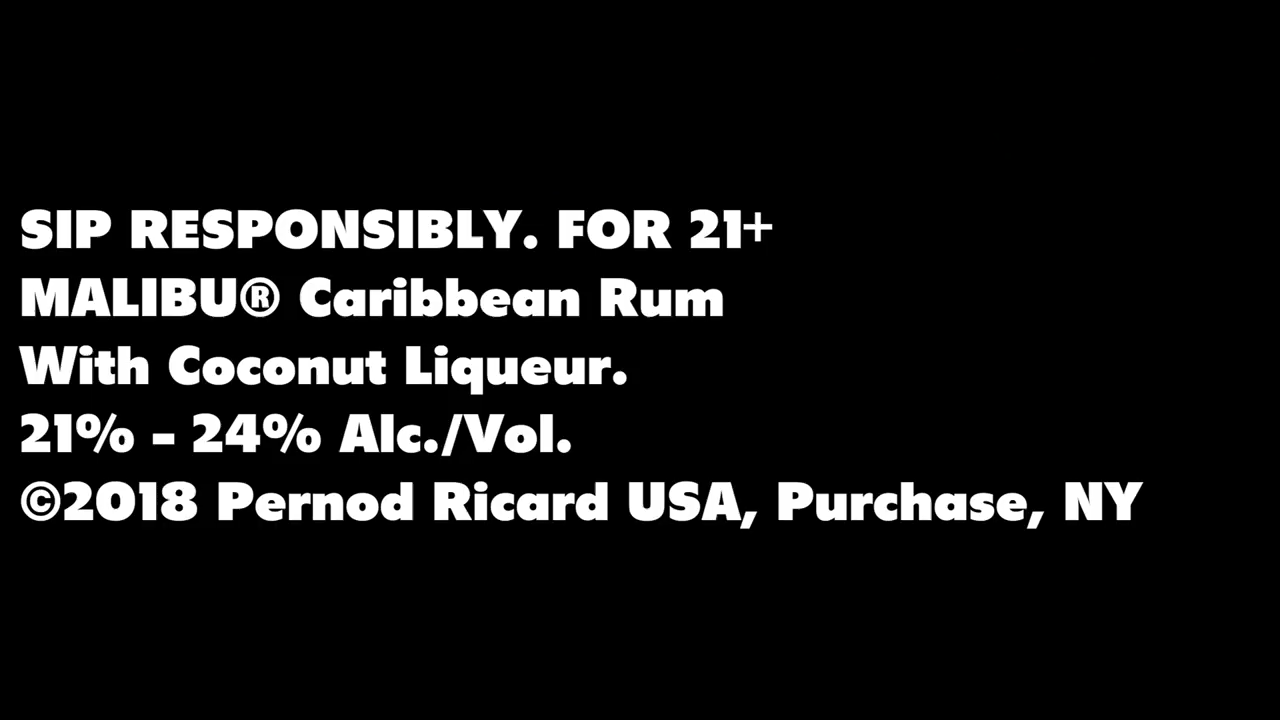 SIP RESPONSIBLY. FOR 21+
MALIBU® Caribbean Rum
With Coconut Liqueur.
21% - 24% Alc./Vol.
©2018 Pernod Ricard USA, Purchase, NY